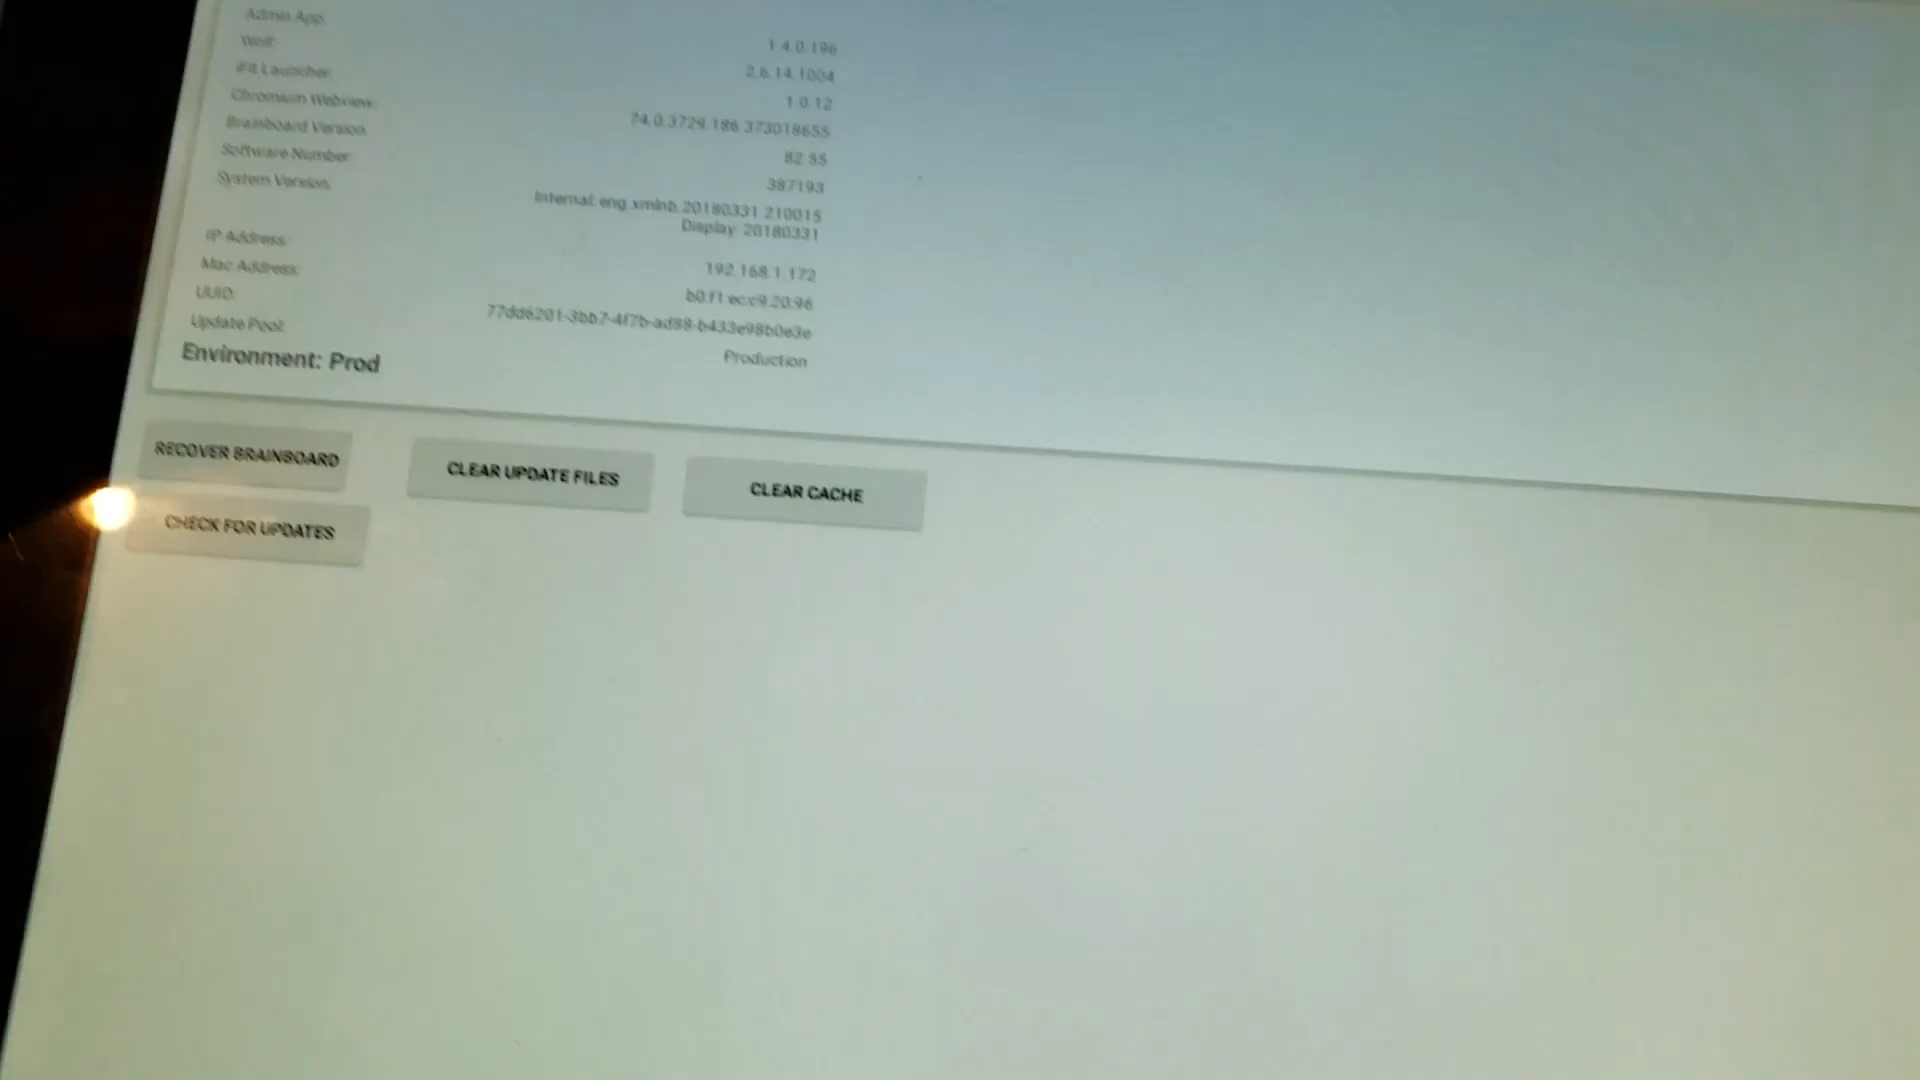 Admin App: 1.4.0.196
Wolf: 2.6.14.1004
iFit Launcher: 1.0.12
Chromium Webview: 74.0.3729.186.373018655
Brainboard Version: 82.55
Software Number: 387193
System Version: Internal: eng.xmlnb.20180331.210015
Display: 20180331
IP Address: 192.168.1.172
Mac Address: b0:f1:ec:c9:20:96
UUID: 77dd6201-3bb7-4f7b-ad88-b433e98b0e3e
Update Pool: Production
Environment: Prod
RECOVER BRAINBOARD
CLEAR UPDATE FILES
CLEAR CACHE
CHECK FOR UPDATES